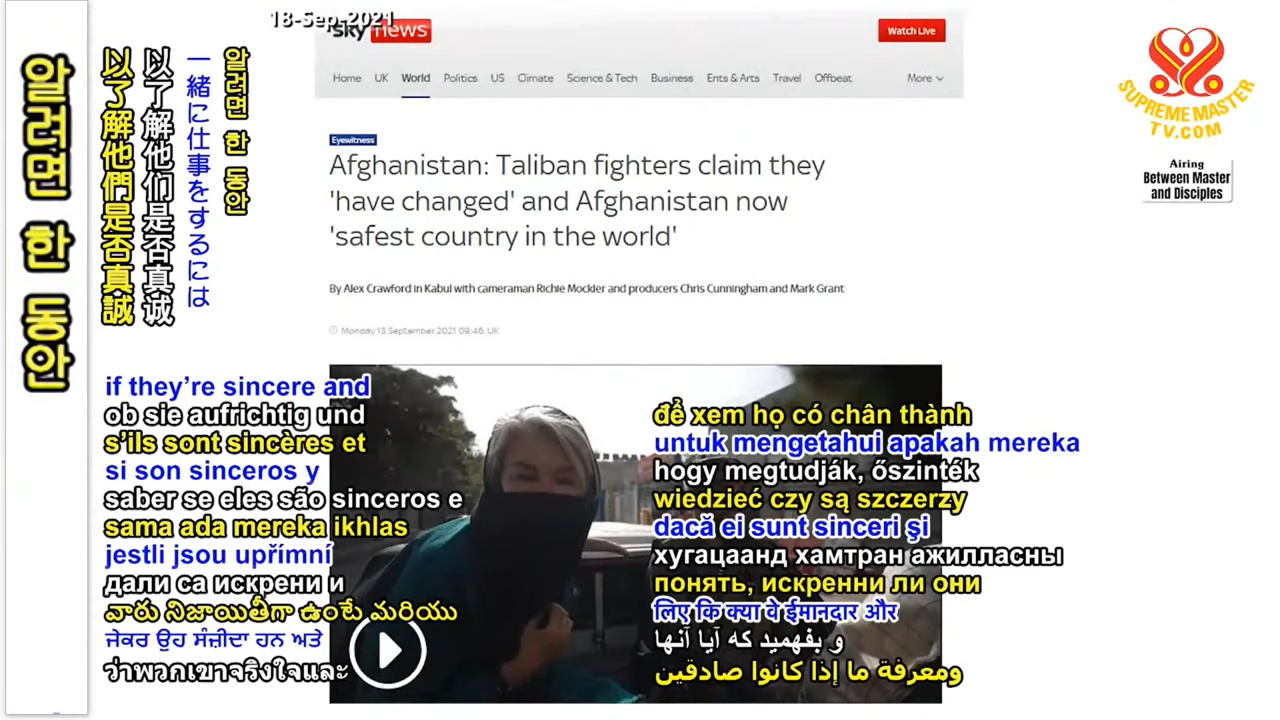 18-Sep-2021
sky news
Watch Live
Home UK World Politics US Climate Science & Tech Business Ents & Arts Travel Offbeat More
SUPREME MASTER
TV.COM
Airing
Between Master
and Disciples
Eyewitness
Afghanistan: Taliban fighters claim they
'have changed' and Afghanistan now
'safest country in the world'
By Alex Crawford in Kabul with cameraman Richie Mockler and producers Chris Cunningham and Mark Grant
Monday 13 September 2021 09:46, UK
알려면 한 동안
以了解他們是否真誠
以了解他们是否真诚
一緒に仕事をするには
알려면 한 동안
if they're sincere and
ob sie aufrichtig und
s'ils sont sincères et
si son sinceros y
saber se eles são sinceros e
sama ada mereka ikhlas
jestli jsou upřímní
дали са искрени и
వారు నిజాయితీగా ఉంటే మరియు
ਜੇਕਰ ਉਹ ਸੰਜ਼ੀਦਾ ਹਨ ਅਤੇ
ว่าพวกเขาจริงใจและ
để xem họ có chân thành
untuk mengetahui apakah mereka
hogy megtudják, őszinték
wiedzieć czy są szczerzy
dacă ei sunt sinceri şi
хугацаанд хамтран ажилласны
понять, искренни ли они
लिए कि क्या वे ईमानदार और
و بفهمید که آیا آنها
ومعرفة ما إذا كانوا صادقين